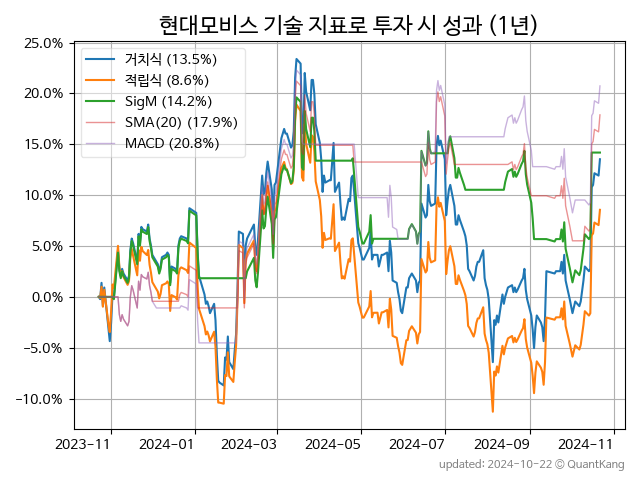 현대모비스 기술 지표로 투자 시 성과 (1년)
25.0%
20.0%
15.0%
10.0%
5.0%
0.0%
−5.0%
−10.0%
거치식 (13.5%)
적립식 (8.6%)
SigM (14.2%)
SMA(20) (17.9%)
MACD (20.8%)
2023-11 2024-01 2024-03 2024-05 2024-07 2024-09 2024-11
updated: 2024-10-22 © QuantKang